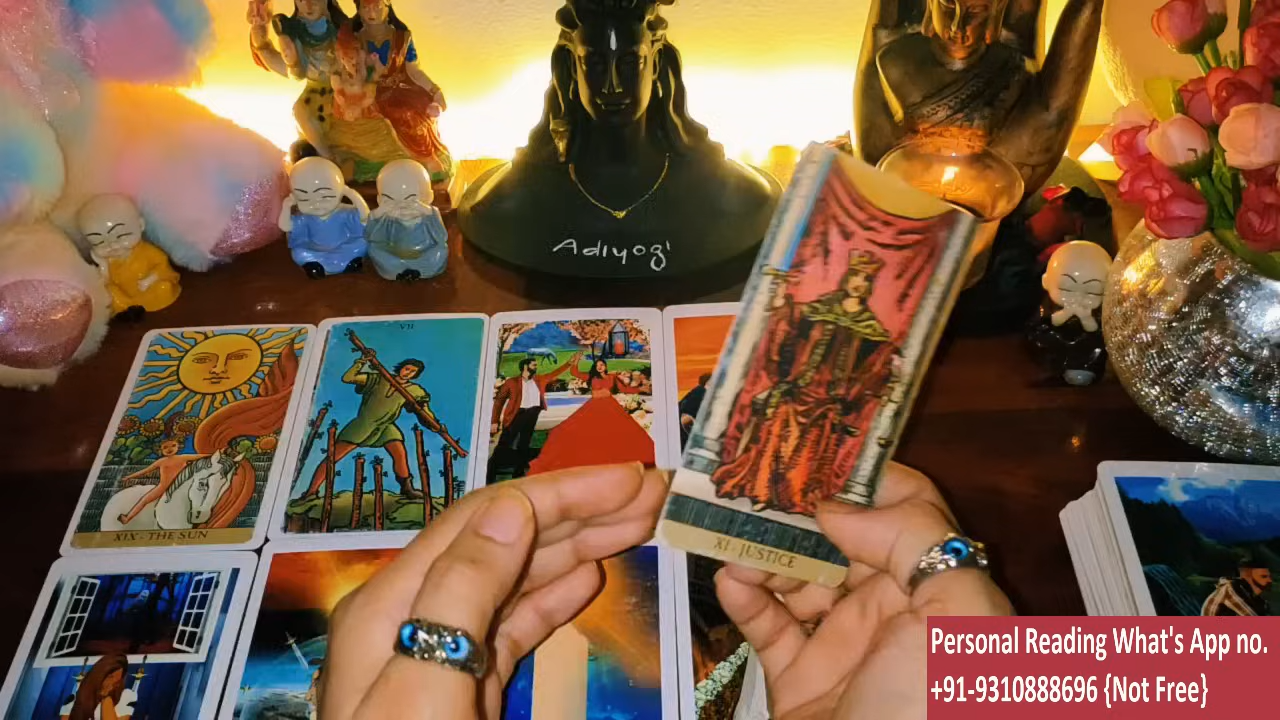 Adiyogi
VII
XIX - THE SUN
XI - JUSTICE
Personal Reading What's App no.
+91-9310888696 {Not Free}